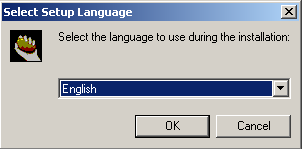 Select Setup Language
Select the language to use during the installation:
English
OK
Cancel